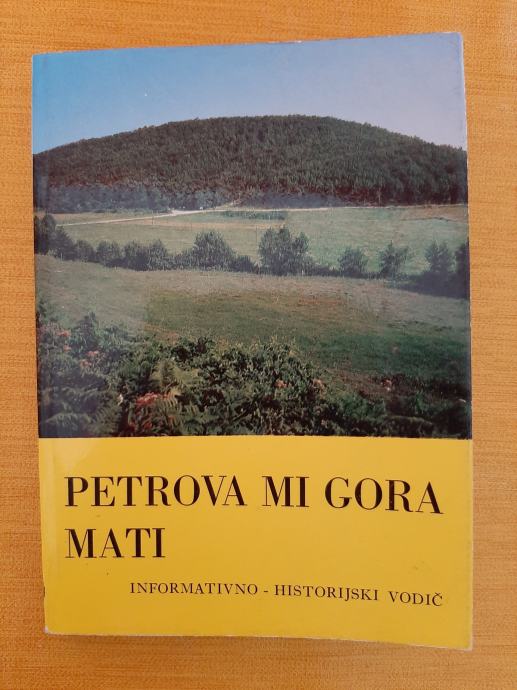 PETROVA MI GORA
MATI
INFORMATIVNO - HISTORIJSKI VODIČ